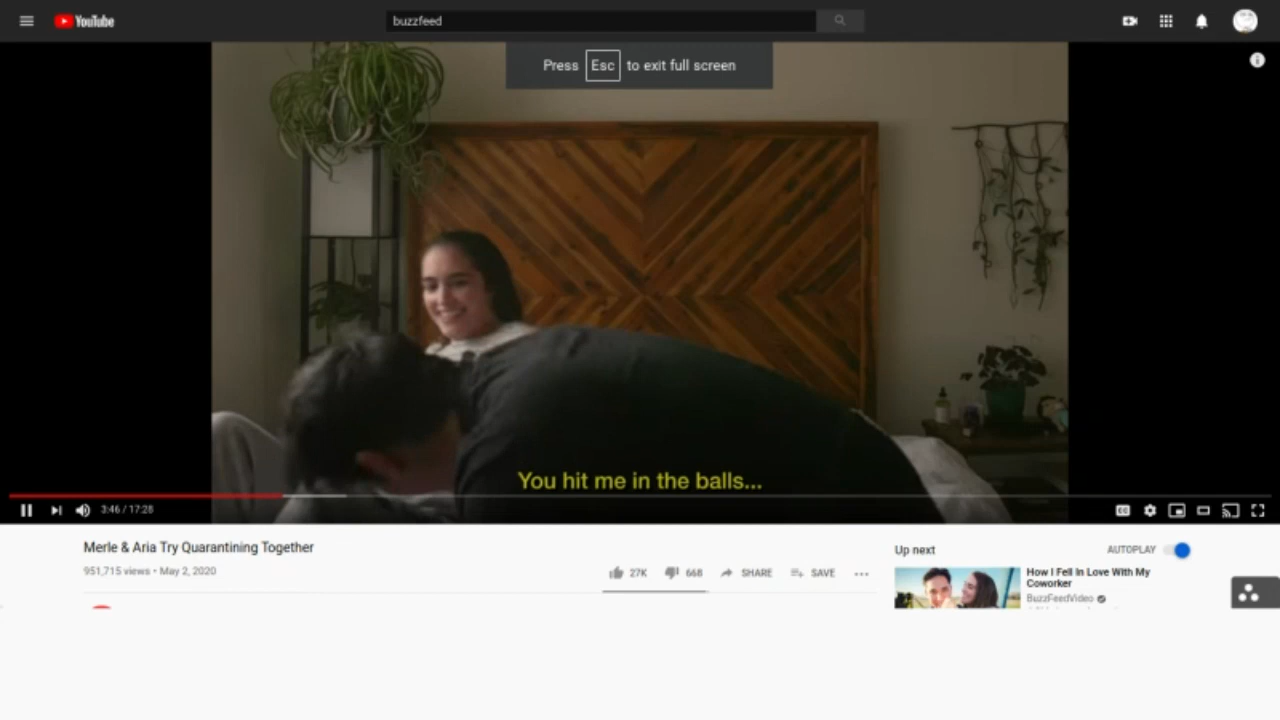 YouTube
buzzfeed
Press Esc to exit full screen
You hit me in the balls...
3:46 / 17:28
CC
Merle & Aria Try Quarantining Together
951,715 views • May 2, 2020
27K 668 SHARE SAVE
Up next AUTOPLAY
How I Fell In Love With My
Coworker
BuzzFeedVideo